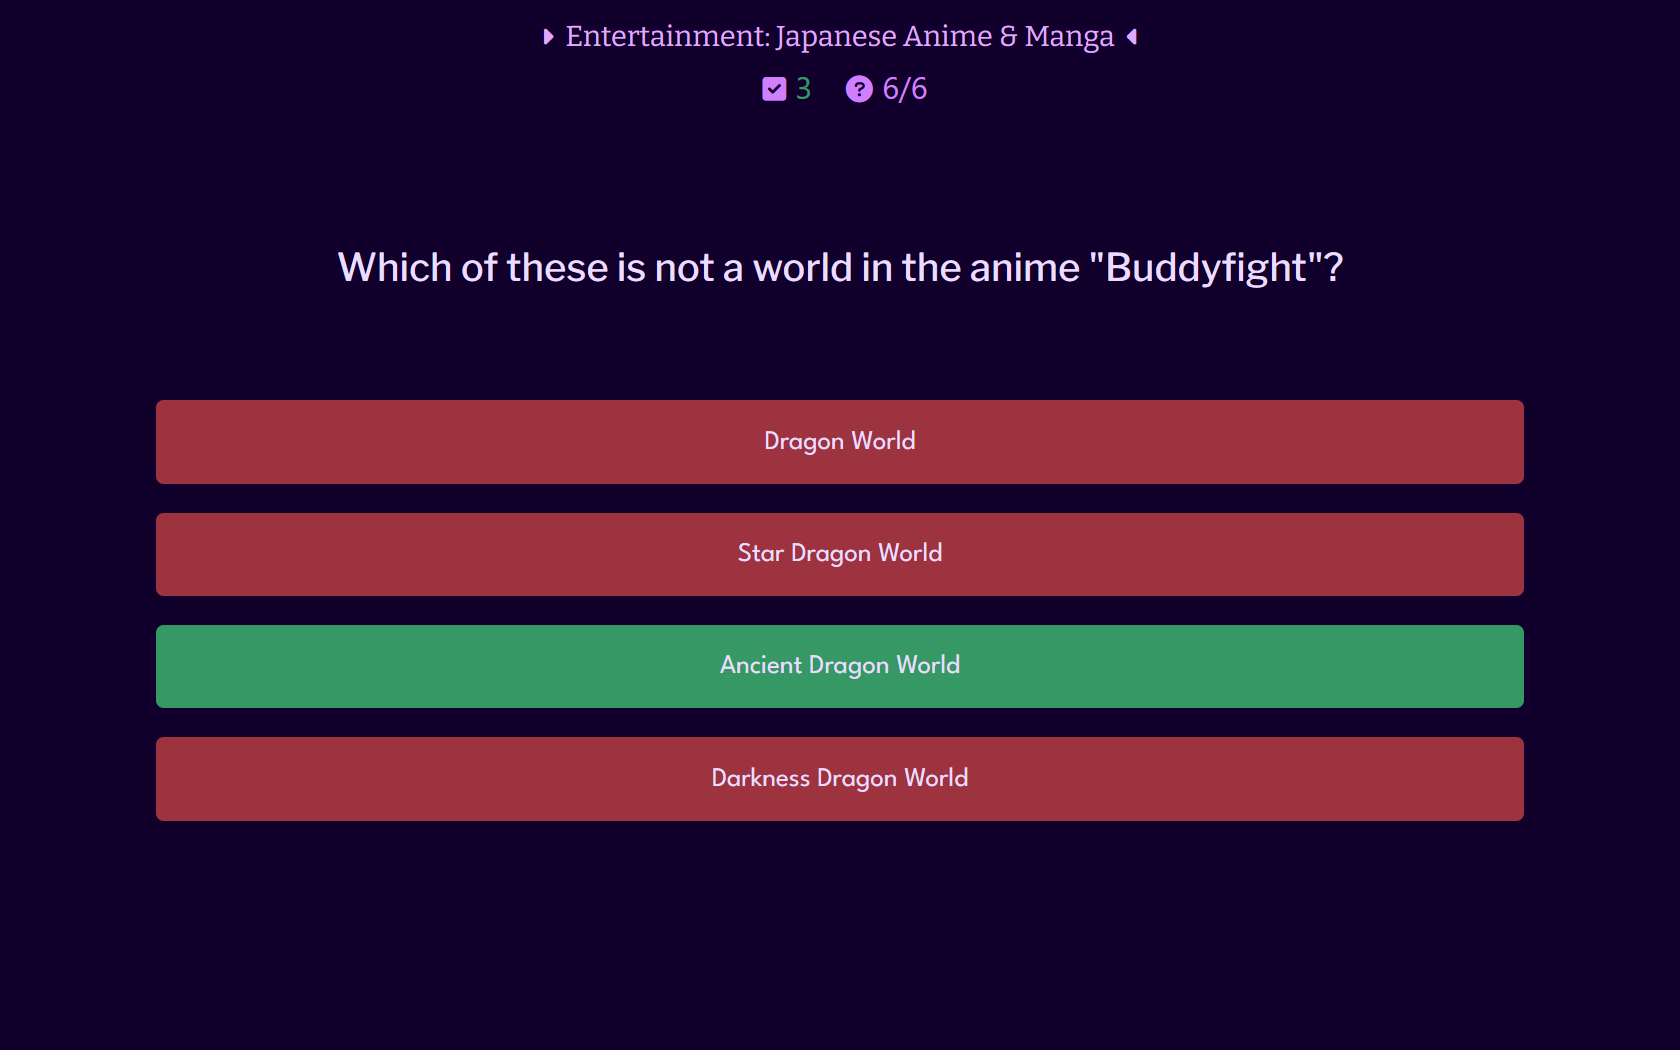 Entertainment: Japanese Anime & Manga
3 ? 6/6
Which of these is not a world in the anime "Buddyfight"?
Dragon World
Star Dragon World
Ancient Dragon World
Darkness Dragon World